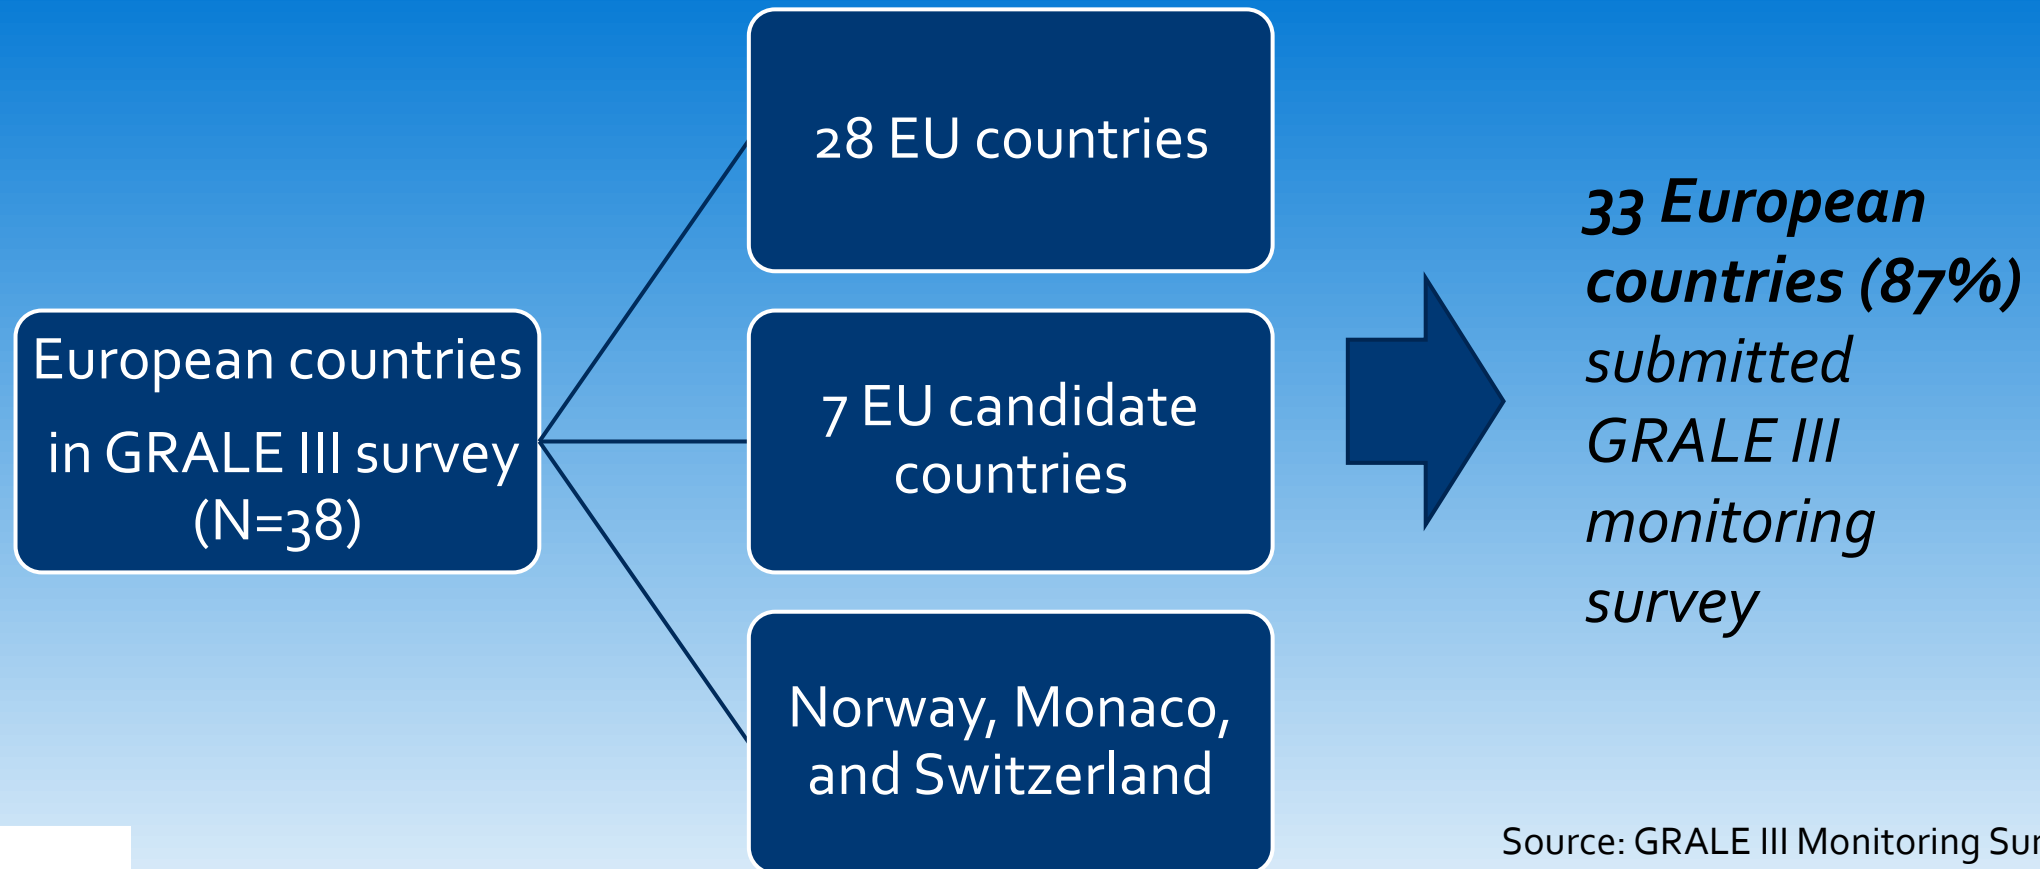 European countries
in GRALE III survey
(N=38)
28 EU countries
7 EU candidate
countries
Norway, Monaco,
and Switzerland
33 European
countries (87%)
submitted
GRALE III
monitoring
survey
Source: GRALE III Monitoring Sur